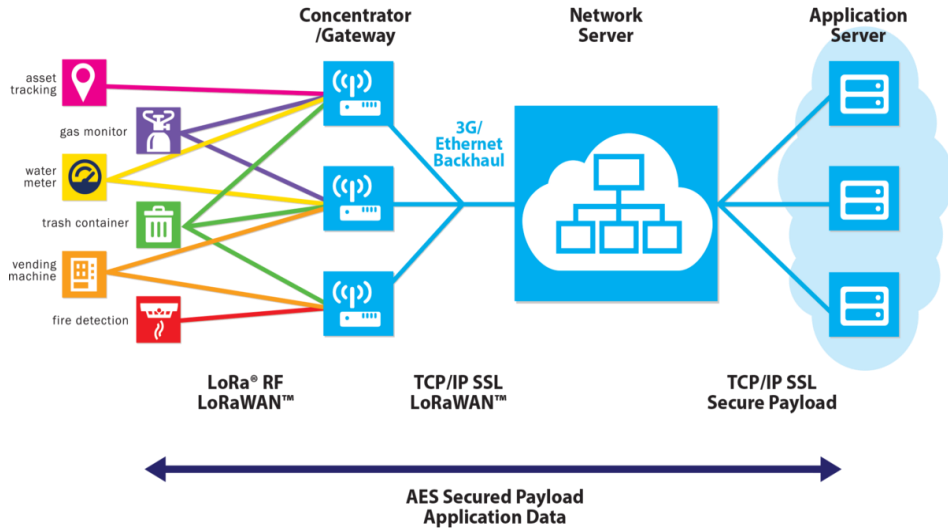 Concentrator
/Gateway
Network
Server
Application
Server
asset
tracking
gas monitor
water
meter
trash container
vending
machine
fire detection
3G/
Ethernet
Backhaul
LoRa® RF
LoRaWAN™
TCP/IP SSL
LoRaWAN™
TCP/IP SSL
Secure Payload
AES Secured Payload
Application Data